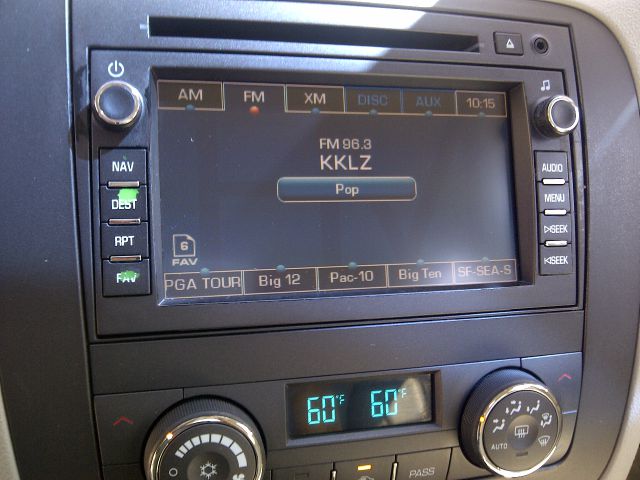 AM FM XM DISC AUX 10:15
FM 96.3
KKLZ
Pop
6
FAV
PGA TOUR Big 12 Pac-10 Big Ten SF-SEA-S
NAV
DEST
RPT
FAV
AUDIO
MENU
SEEK
SEEK
60°F 60°F
AUTO
PASS